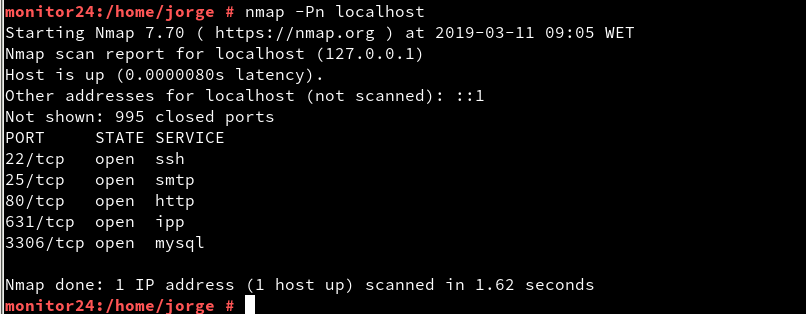 monitor24:/home/jorge # nmap -Pn localhost
Starting Nmap 7.70 ( https://nmap.org ) at 2019-03-11 09:05 WET
Nmap scan report for localhost (127.0.0.1)
Host is up (0.0000080s latency).
Other addresses for localhost (not scanned): ::1
Not shown: 995 closed ports
PORT     STATE SERVICE
22/tcp   open  ssh
25/tcp   open  smtp
80/tcp   open  http
631/tcp  open  ipp
3306/tcp open  mysql
Nmap done: 1 IP address (1 host up) scanned in 1.62 seconds
monitor24:/home/jorge #